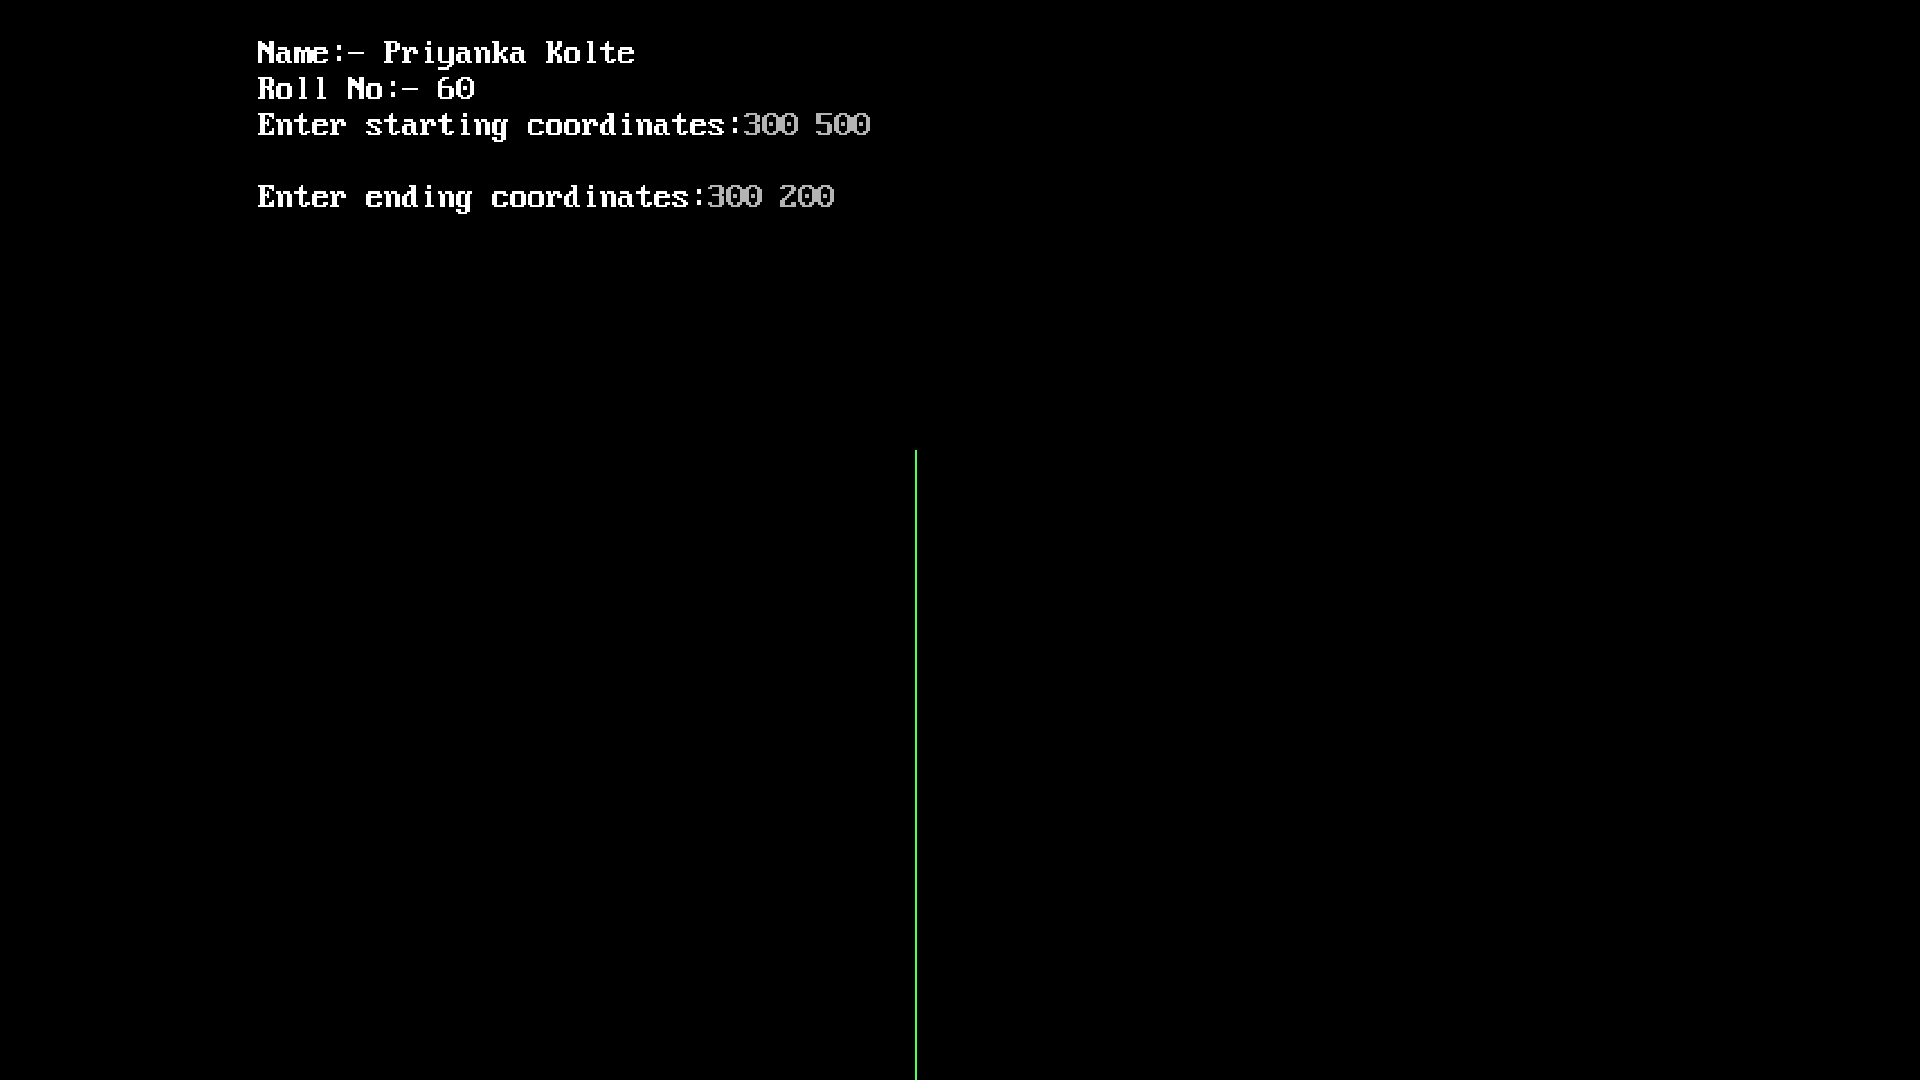 Name:- Priyanka Kolte
Roll No:- 60
Enter starting coordinates:300 500
Enter ending coordinates:300 200